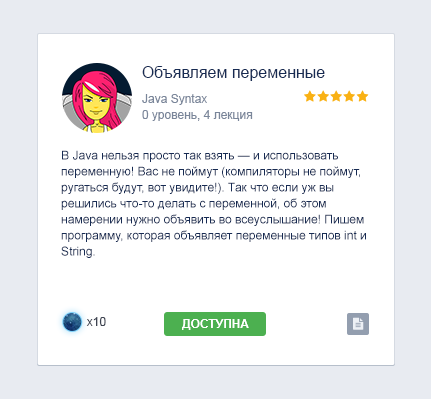 Объявляем переменные
Java Syntax
0 уровень, 4 лекция
В Java нельзя просто так взять — и использовать
переменную! Вас не поймут (компиляторы не поймут,
ругаться будут, вот увидите!). Так что если уж вы
решились что-то делать с переменной, об этом
намерении нужно объявить во всеуслышание! Пишем
программу, которая объявляет переменные типов int и
String.
x10
ДОСТУПНА